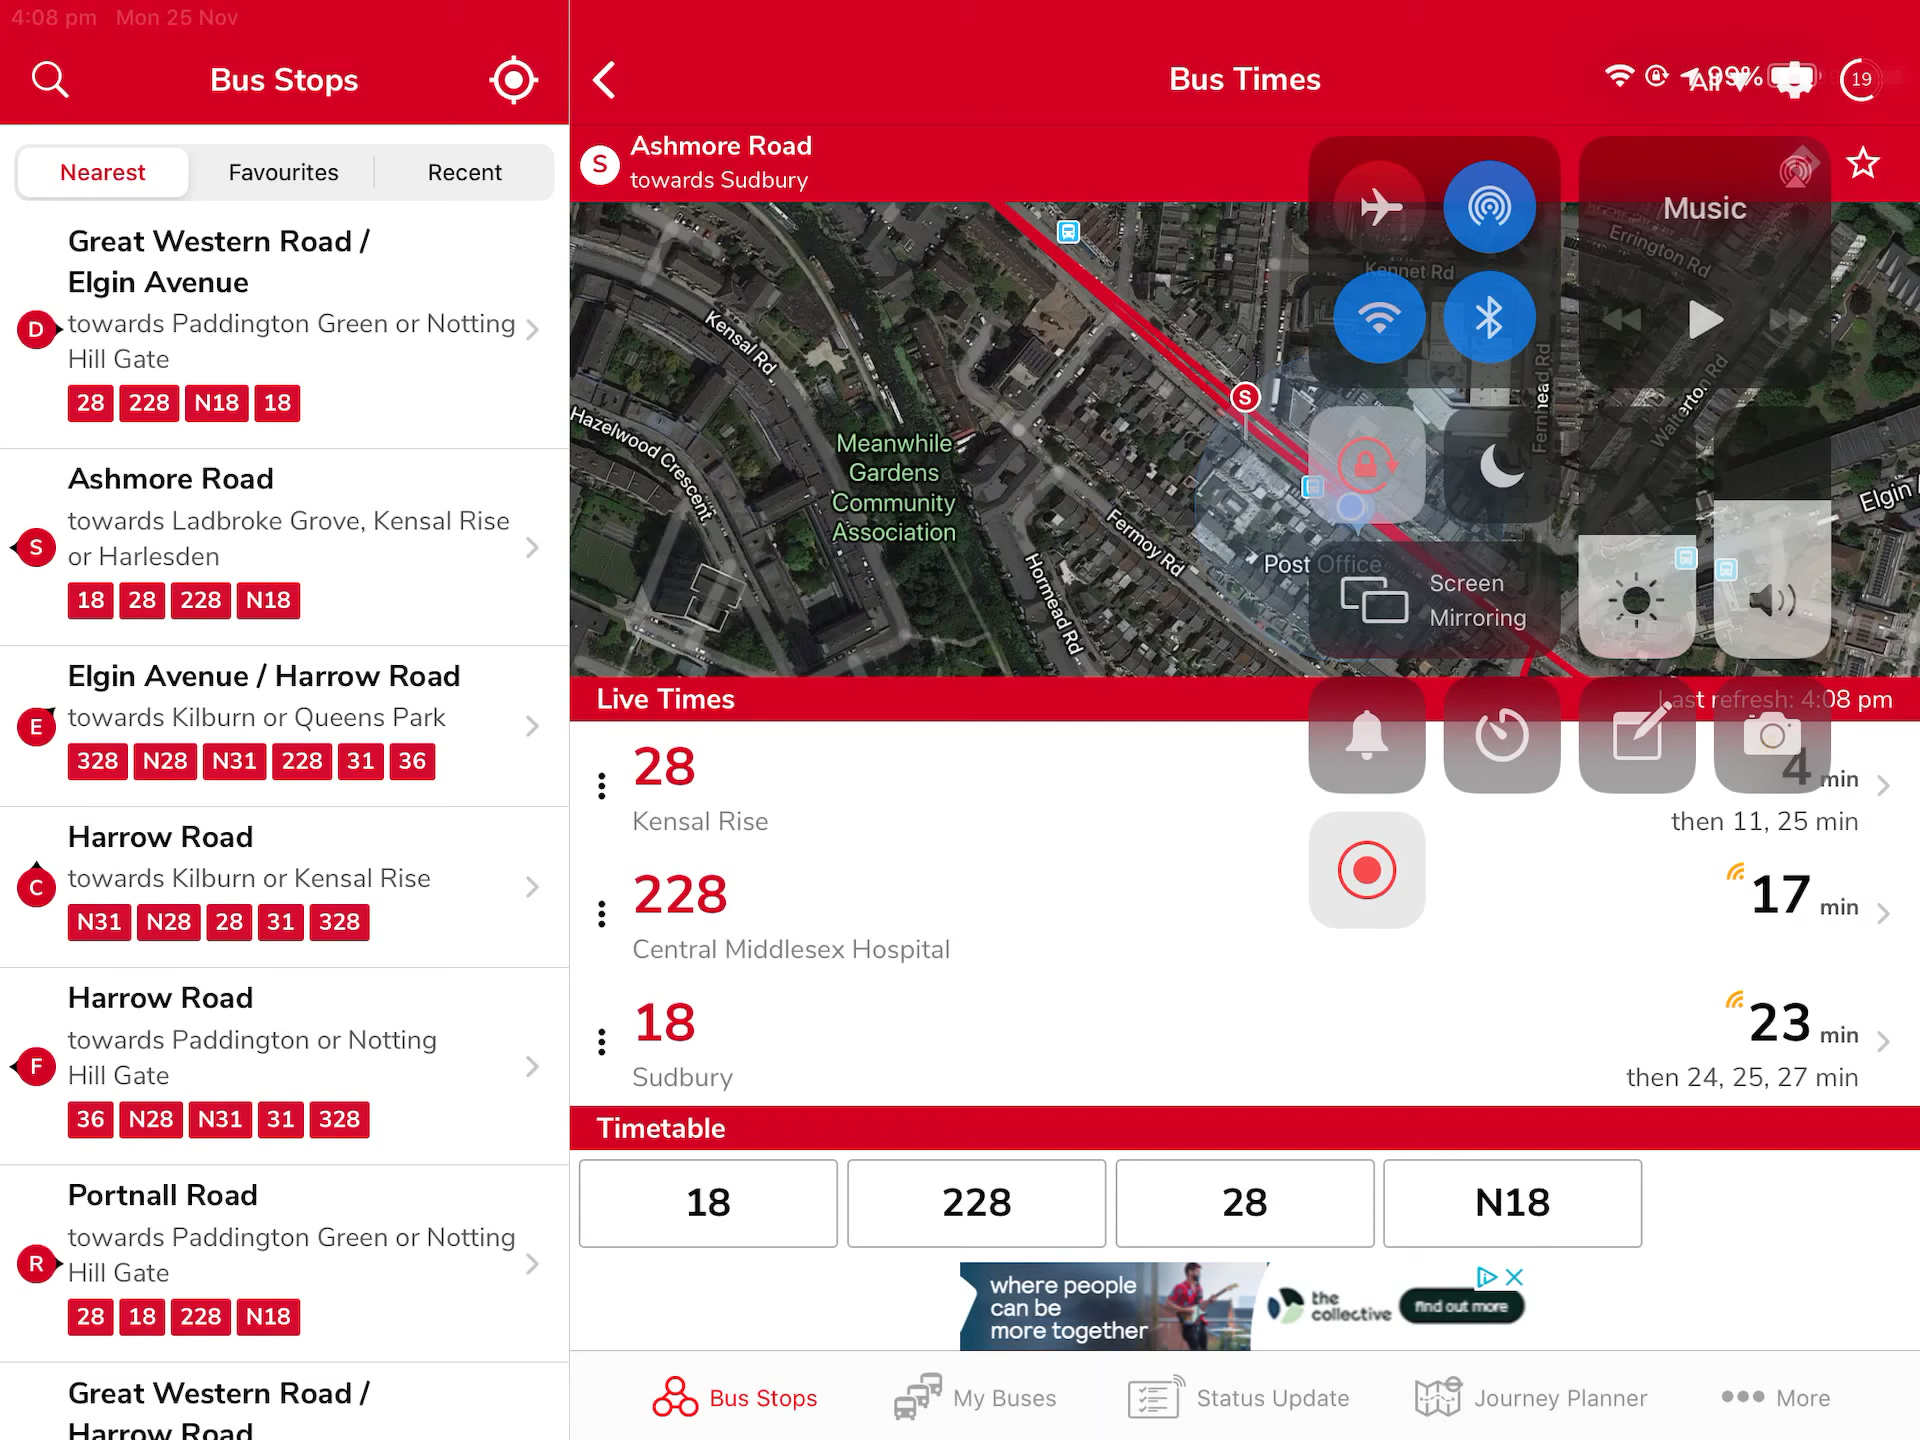 4:08 pm Mon 25 Nov
Bus Stops
Nearest
Favourites
Recent
Great Western Road /
Elgin Avenue
D
towards Paddington Green or Notting
Hill Gate
28 228 N18 18
Ashmore Road
S
towards Ladbroke Grove, Kensal Rise
or Harlesden
18 28 228 N18
Elgin Avenue / Harrow Road
E
towards Kilburn or Queens Park
328 N28 N31 228 31 36
Harrow Road
C
towards Kilburn or Kensal Rise
N31 N28 28 31 328
Harrow Road
F
towards Paddington or Notting
Hill Gate
36 N28 N31 31 328
Portnall Road
R
towards Paddington Green or Notting
Hill Gate
28 18 228 N18
Great Western Road /
Harrow Road
Bus Times
99%
All
19
S
Ashmore Road
towards Sudbury
Music
Errington Rd
Kennet Rd
Kensal Rd
Fernhead Rd
Walterton Rd
S
Hazelwood Crescent
Meanwhile
Gardens
Community
Association
Elgin
Fermoy Rd
Hormead Rd
Post Office
Screen
Mirroring
Live Times
Last refresh: 4:08 pm
28
4 min
Kensal Rise
then 11, 25 min
228
17 min
Central Middlesex Hospital
18
23 min
Sudbury
then 24, 25, 27 min
Timetable
18
228
28
N18
where people
can be
more together
the
collective
find out more
Bus Stops
My Buses
Status Update
Journey Planner
More